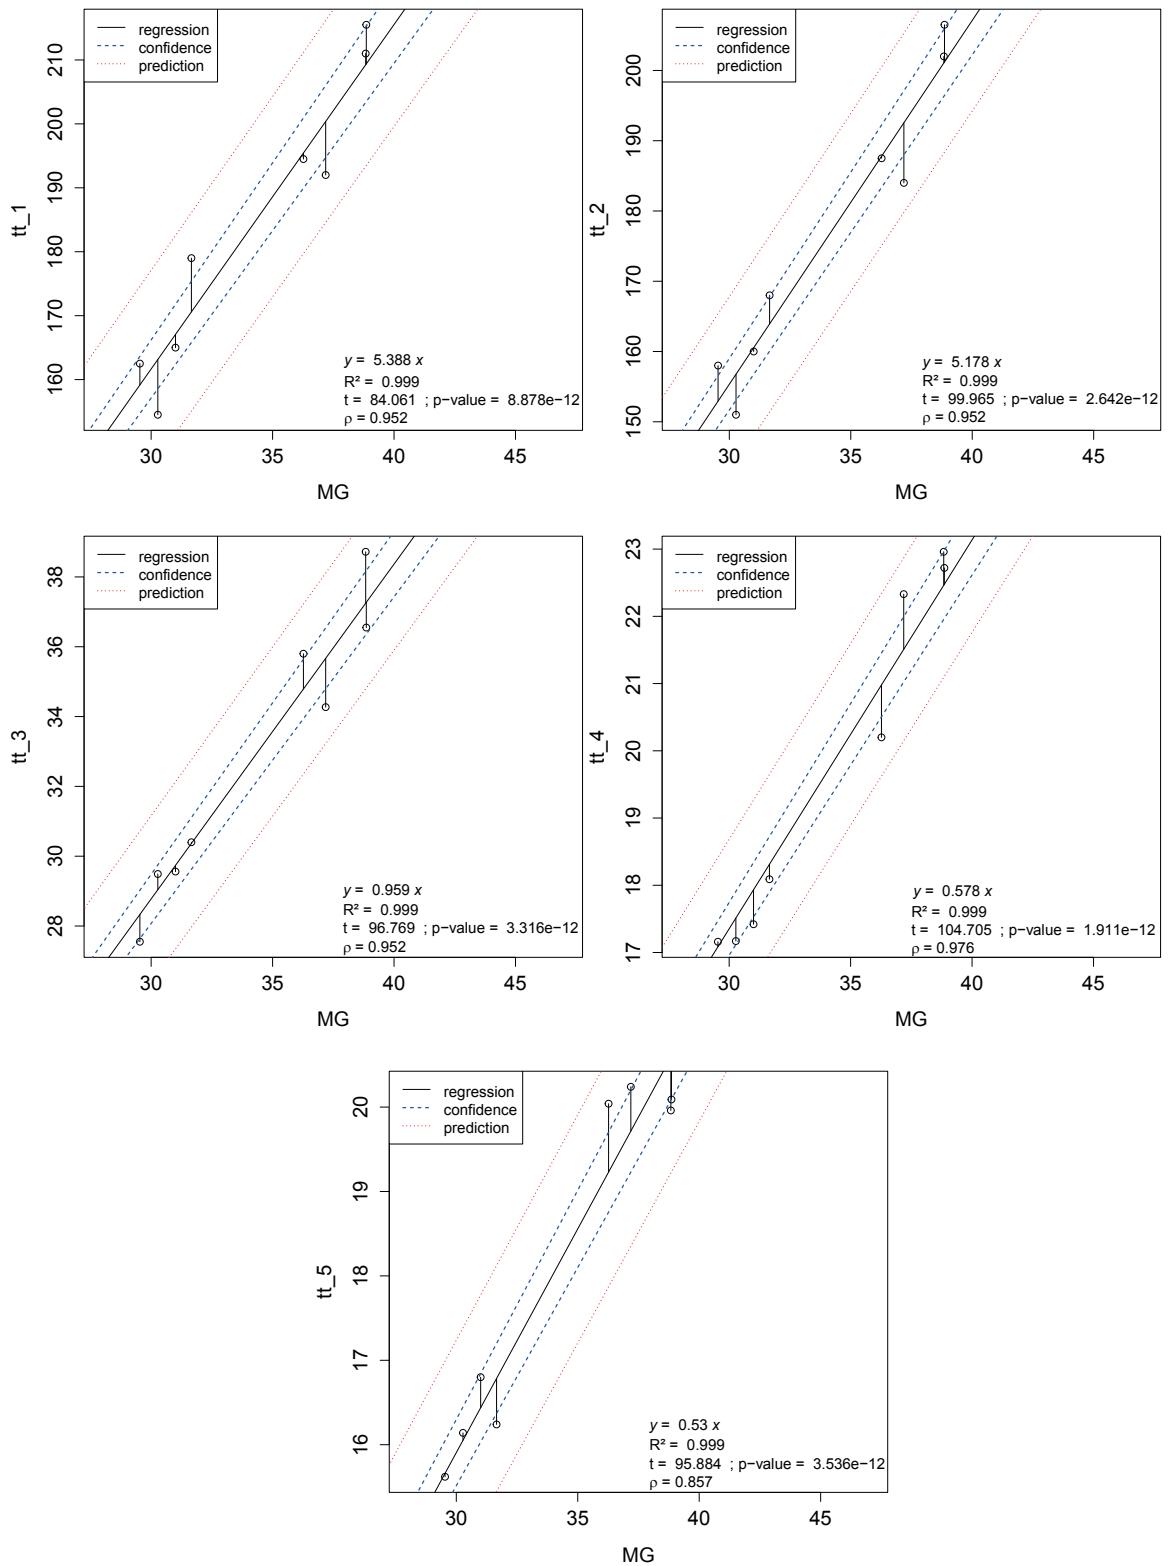 regression
confidence
prediction
tt_1
210
200
190
180
170
160
y = 5.388 x
R² = 0.999
t = 84.061 ; p-value = 8.878e-12
ρ = 0.952
30 35 40 45
MG
regression
confidence
prediction
tt_2
200
190
180
170
160
150
y = 5.178 x
R² = 0.999
t = 99.965 ; p-value = 2.642e-12
ρ = 0.952
30 35 40 45
MG
regression
confidence
prediction
tt_3
38
36
34
32
30
28
y = 0.959 x
R² = 0.999
t = 96.769 ; p-value = 3.316e-12
ρ = 0.952
30 35 40 45
MG
regression
confidence
prediction
tt_4
23
22
21
20
19
18
17
y = 0.578 x
R² = 0.999
t = 104.705 ; p-value = 1.911e-12
ρ = 0.976
30 35 40 45
MG
regression
confidence
prediction
tt_5
20
19
18
17
16
y = 0.53 x
R² = 0.999
t = 95.884 ; p-value = 3.536e-12
ρ = 0.857
30 35 40 45
MG